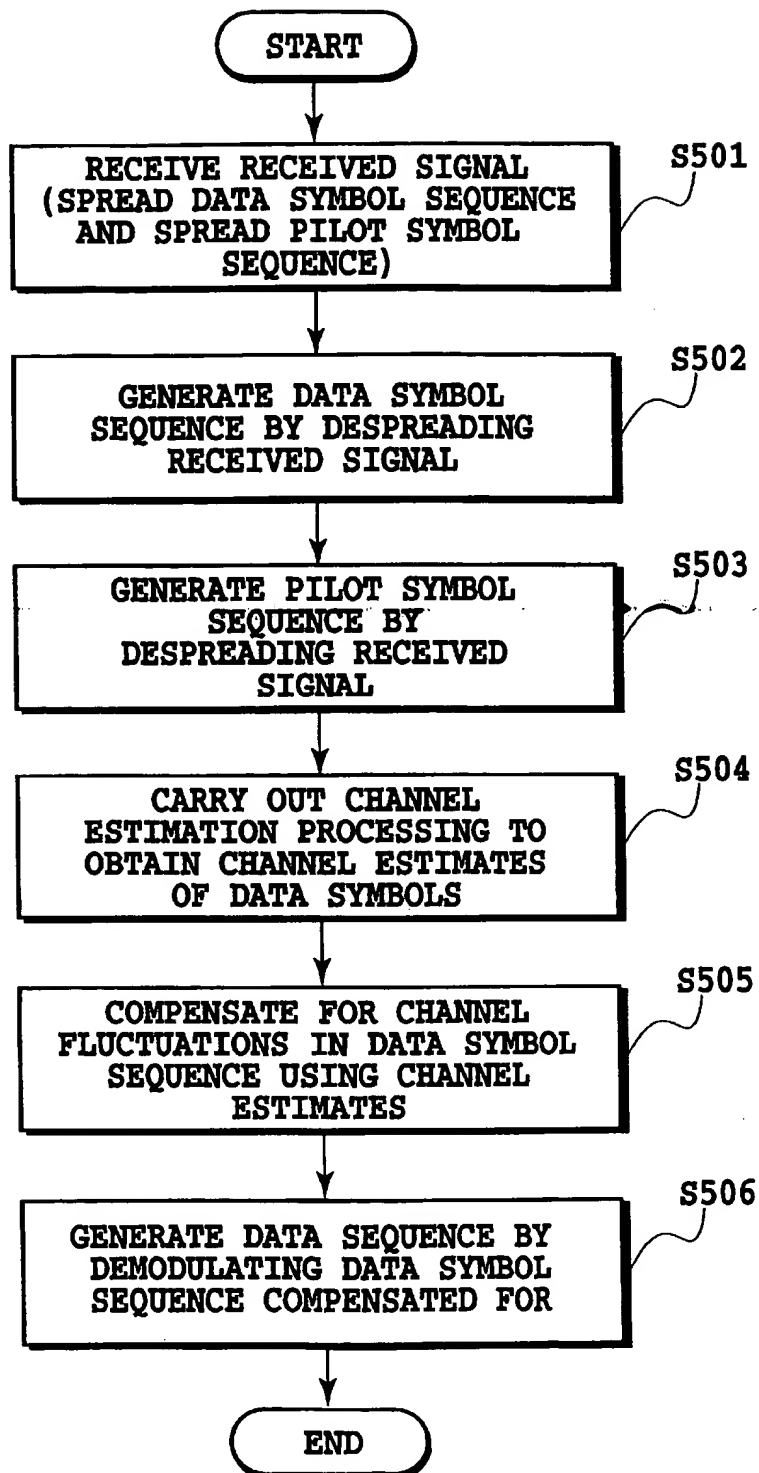 START
RECEIVE RECEIVED SIGNAL
(SPREAD DATA SYMBOL SEQUENCE
AND SPREAD PILOT SYMBOL
SEQUENCE)
S501
GENERATE DATA SYMBOL
SEQUENCE BY DESPREADING
RECEIVED SIGNAL
S502
GENERATE PILOT SYMBOL
SEQUENCE BY
DESPREADING RECEIVED
SIGNAL
S503
CARRY OUT CHANNEL
ESTIMATION PROCESSING TO
OBTAIN CHANNEL ESTIMATES
OF DATA SYMBOLS
S504
COMPENSATE FOR CHANNEL
FLUCTUATIONS IN DATA SYMBOL
SEQUENCE USING CHANNEL
ESTIMATES
S505
GENERATE DATA SEQUENCE BY
DEMODULATING DATA SYMBOL
SEQUENCE COMPENSATED FOR
S506
END